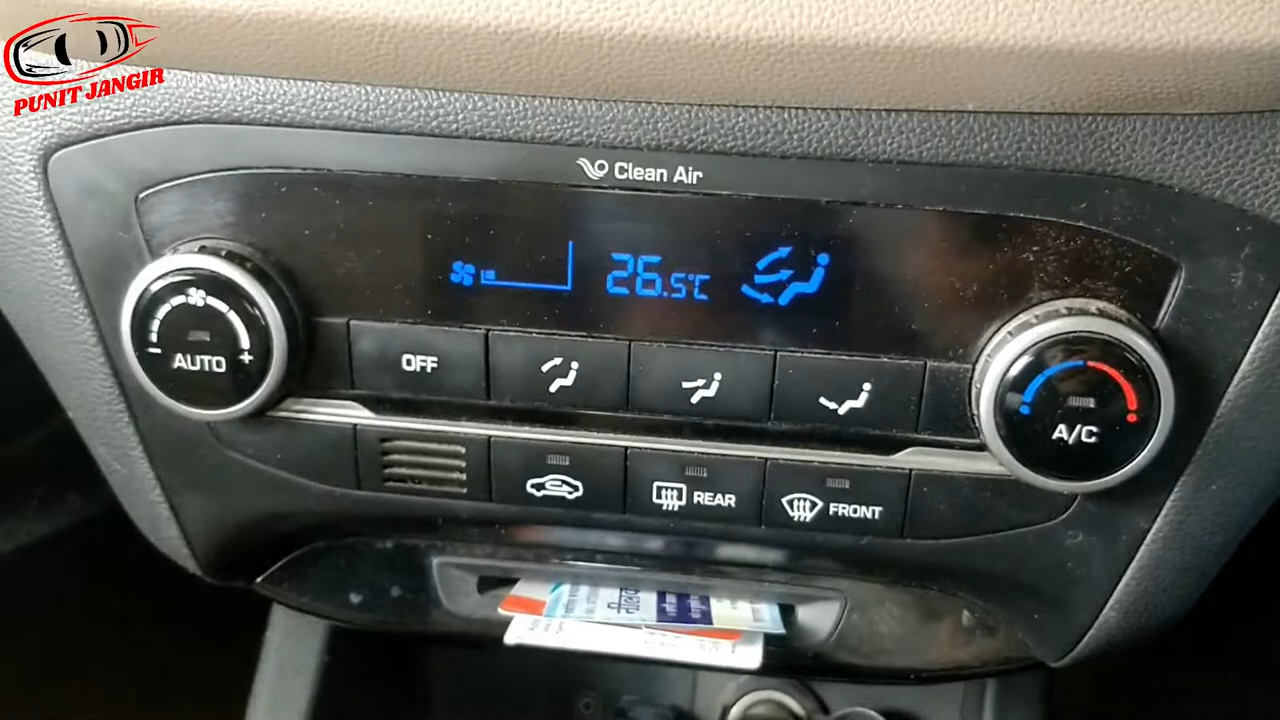 PUNIT JANGIR
Clean Air
26.5°C
AUTO
- +
OFF
A/C
REAR
FRONT